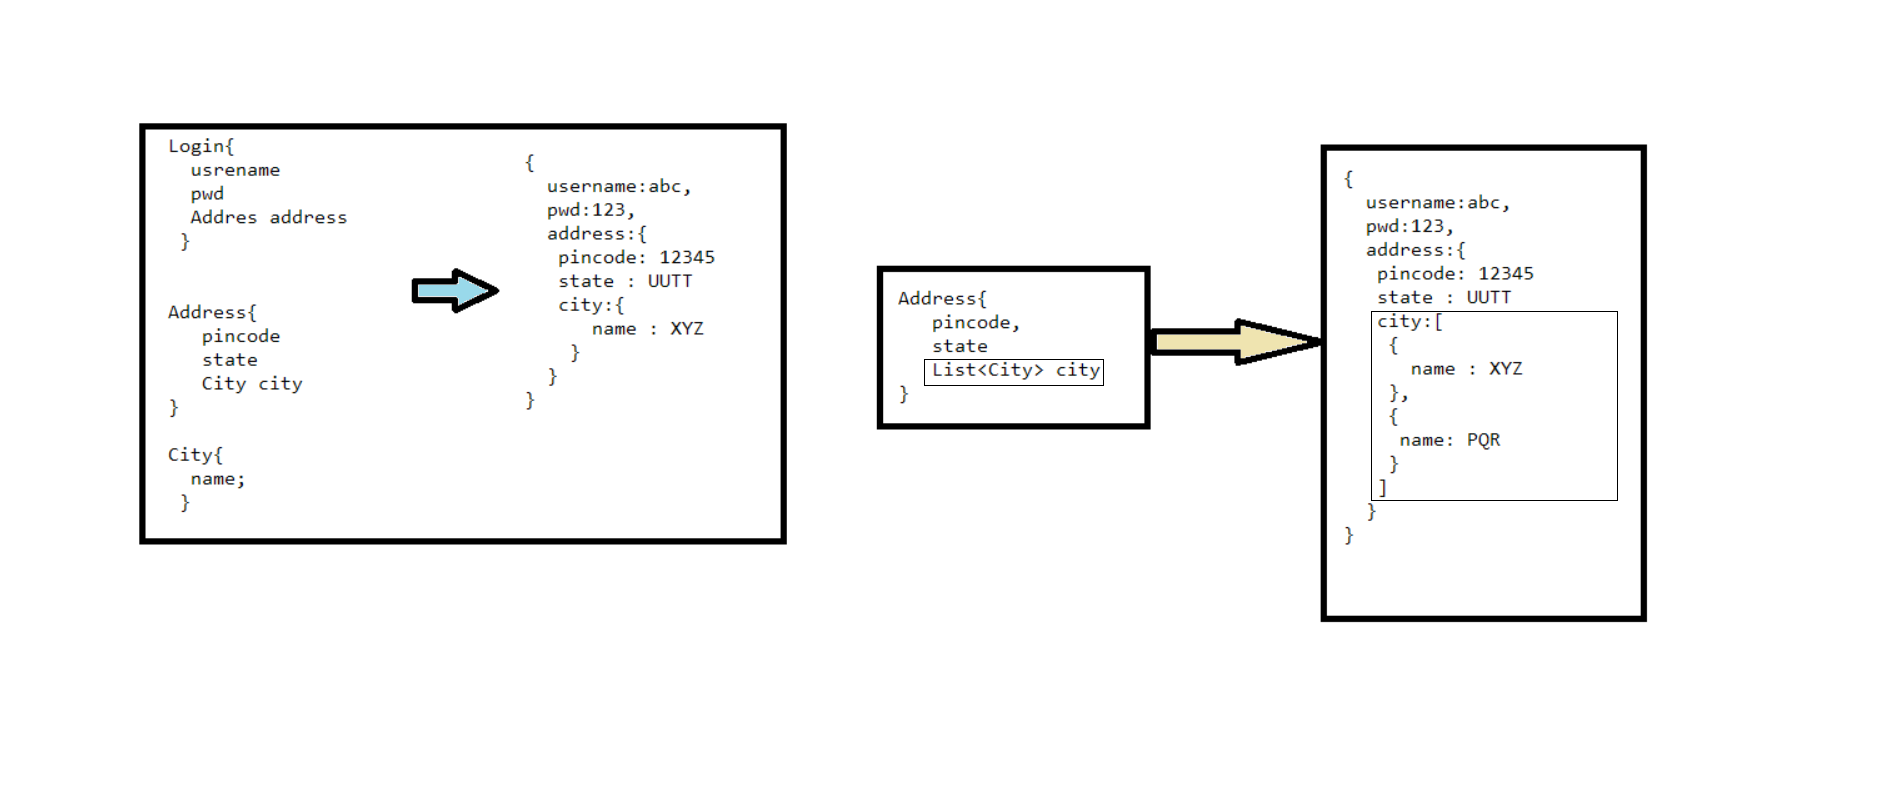 Login{
usrename
pwd
Addres address
}
Address{
pincode
state
City city
}
City{
name;
}
{
username:abc,
pwd:123,
address:{
pincode: 12345
state : UUTT
city:{
name : XYZ
}
}
}
Address{
pincode,
state
List<City> city
}
{
username:abc,
pwd:123,
address:{
pincode: 12345
state : UUTT
city:[
{
name : XYZ
},
{
name: PQR
}
]
}
}